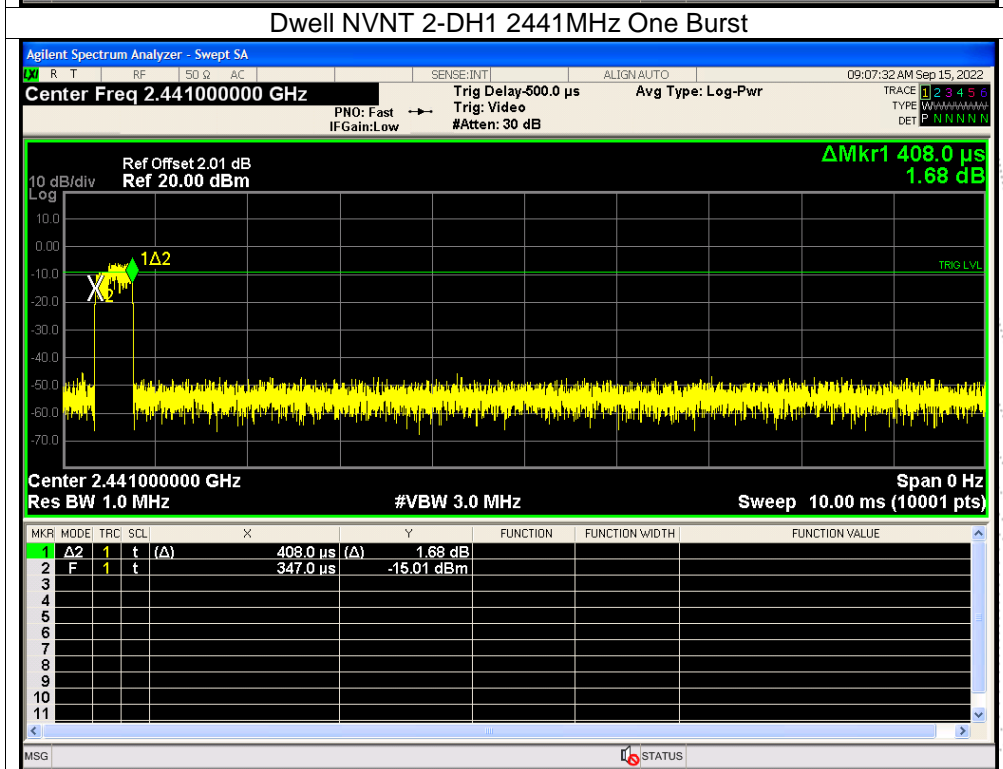 Dwell NVNT 2-DH1 2441MHz One Burst
Agilent Spectrum Analyzer - Swept SA
LXI R T RF 50 Ω AC SENSE:INT ALIGN AUTO 09:07:32 AM Sep 15, 2022
Center Freq 2.441000000 GHz
PNO: Fast
IFGain:Low
Trig Delay-500.0 µs
Trig: Video
#Atten: 30 dB
Avg Type: Log-Pwr
TRACE 1 2 3 4 5 6
TYPE WWWWWW
DET P N N N N N
Ref Offset 2.01 dB
10 dB/div Ref 20.00 dBm
Log
ΔMkr1 408.0 µs
1.68 dB
10.0
0.00
-10.0
-20.0
-30.0
-40.0
-50.0
-60.0
-70.0
1Δ2
2
TRIG LVL
Center 2.441000000 GHz Span 0 Hz
Res BW 1.0 MHz #VBW 3.0 MHz Sweep 10.00 ms (10001 pts)
MKR MODE TRC SCL X Y FUNCTION FUNCTION WIDTH FUNCTION VALUE
1 Δ2 1 t (Δ) 408.0 µs (Δ) 1.68 dB
2 F 1 t 347.0 µs -15.01 dBm
3
4
5
6
7
8
9
10
11
MSG STATUS